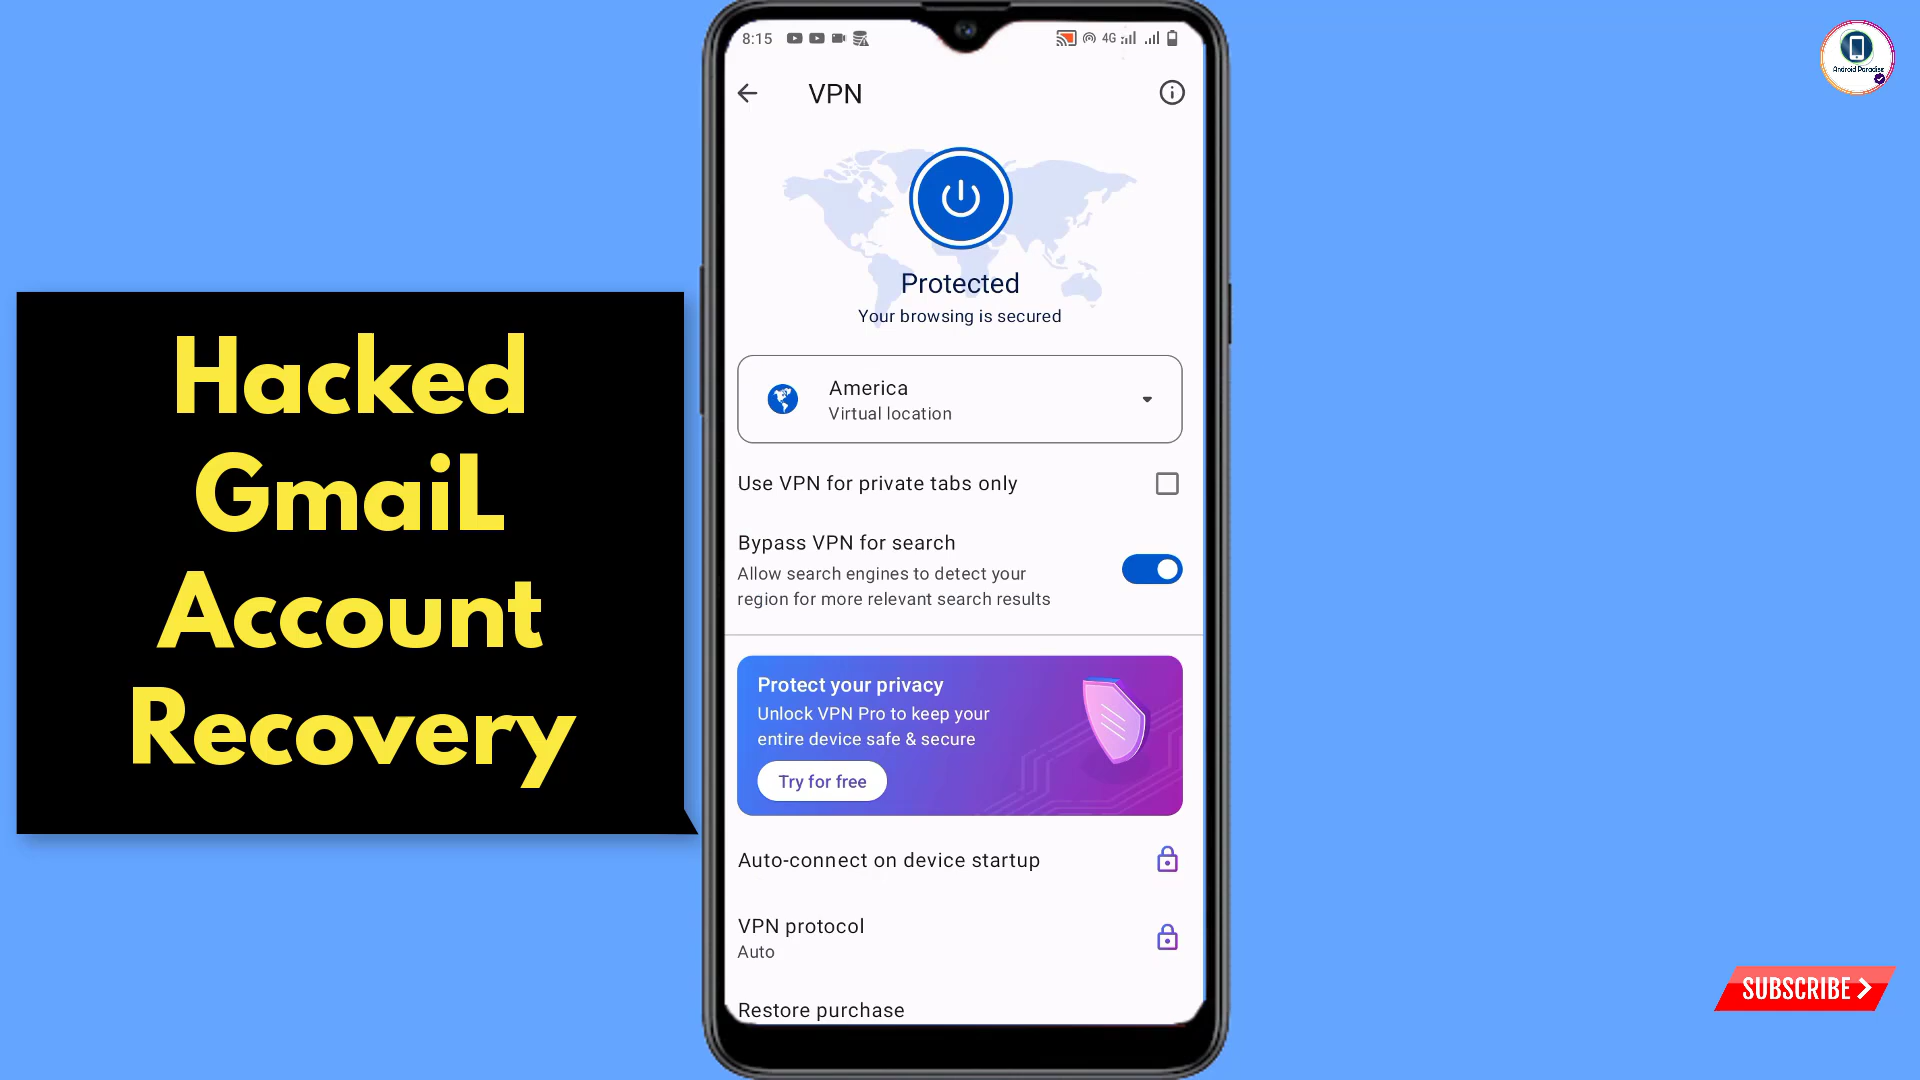 8:15
4G
VPN
Protected
Your browsing is secured
America
Virtual location
Use VPN for private tabs only
Bypass VPN for search
Allow search engines to detect your
region for more relevant search results
Protect your privacy
Unlock VPN Pro to keep your
entire device safe & secure
Try for free
Auto-connect on device startup
VPN protocol
Auto
Restore purchase
Hacked
GmaiL
Account
Recovery
Android Paradise
SUBSCRIBE